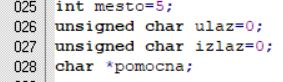 025 int mesto=5;
026 unsigned char ulaz=0;
027 unsigned char izlaz=0;
028 char *pomocna;